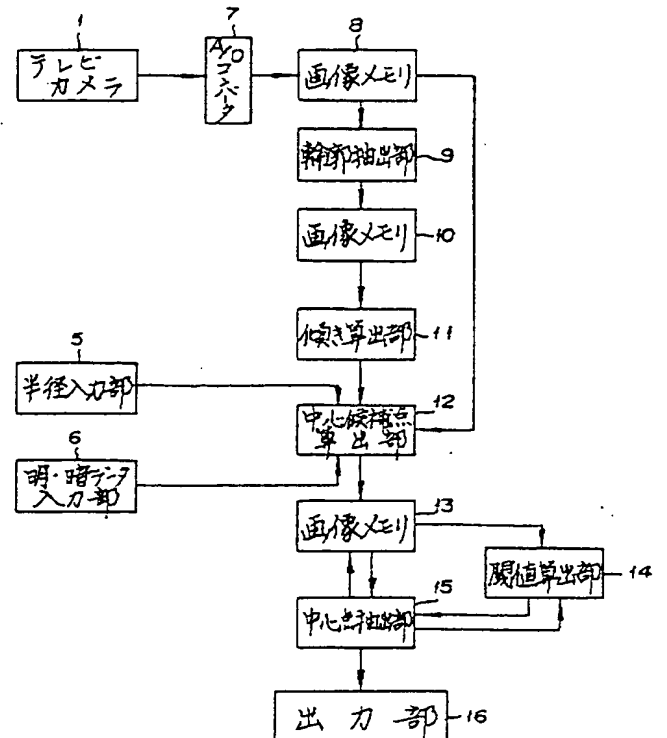 1
テレビ
カメラ
7
A/D
コンバータ
8
画像メモリ
輪郭抽出部
9
画像メモリ
10
傾き算出部
11
5
半径入力部
6
明・暗データ
入力部
12
中心候補点
算出部
13
画像メモリ
閾値算出部
14
15
中心点抽出部
出力部
16